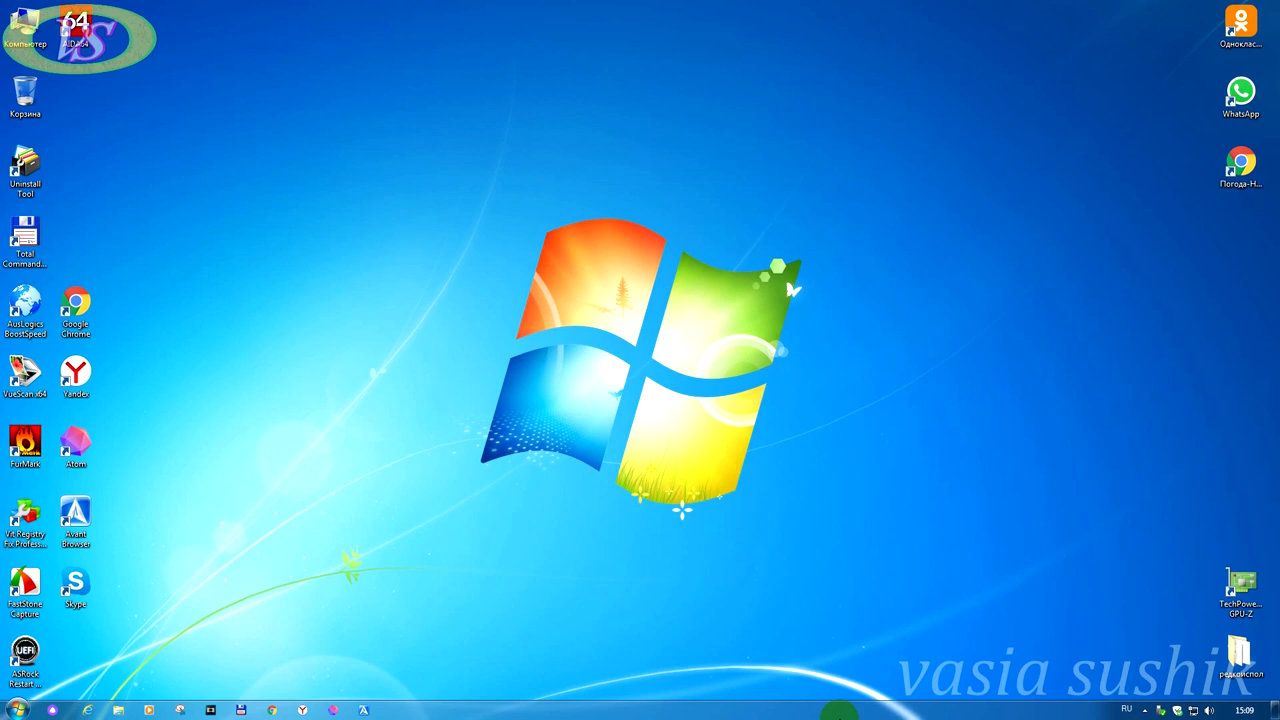 Компьютер
64
AIDA64
VS
Корзина
Uninstall
Tool
Total
Command...
AusLogics
BoostSpeed
Google
Chrome
VueScan x64
Yandex
FurMark
Atom
Vit Registry
Fix Profess...
Avant
Browser
FastStone
Capture
S
Skype
UEFI
ASRock
Restart ...
Одноклас...
WhatsApp
Погода-Н...
TechPowe...
GPU-Z
редкоиспол
vasia sushik
RU
15:09